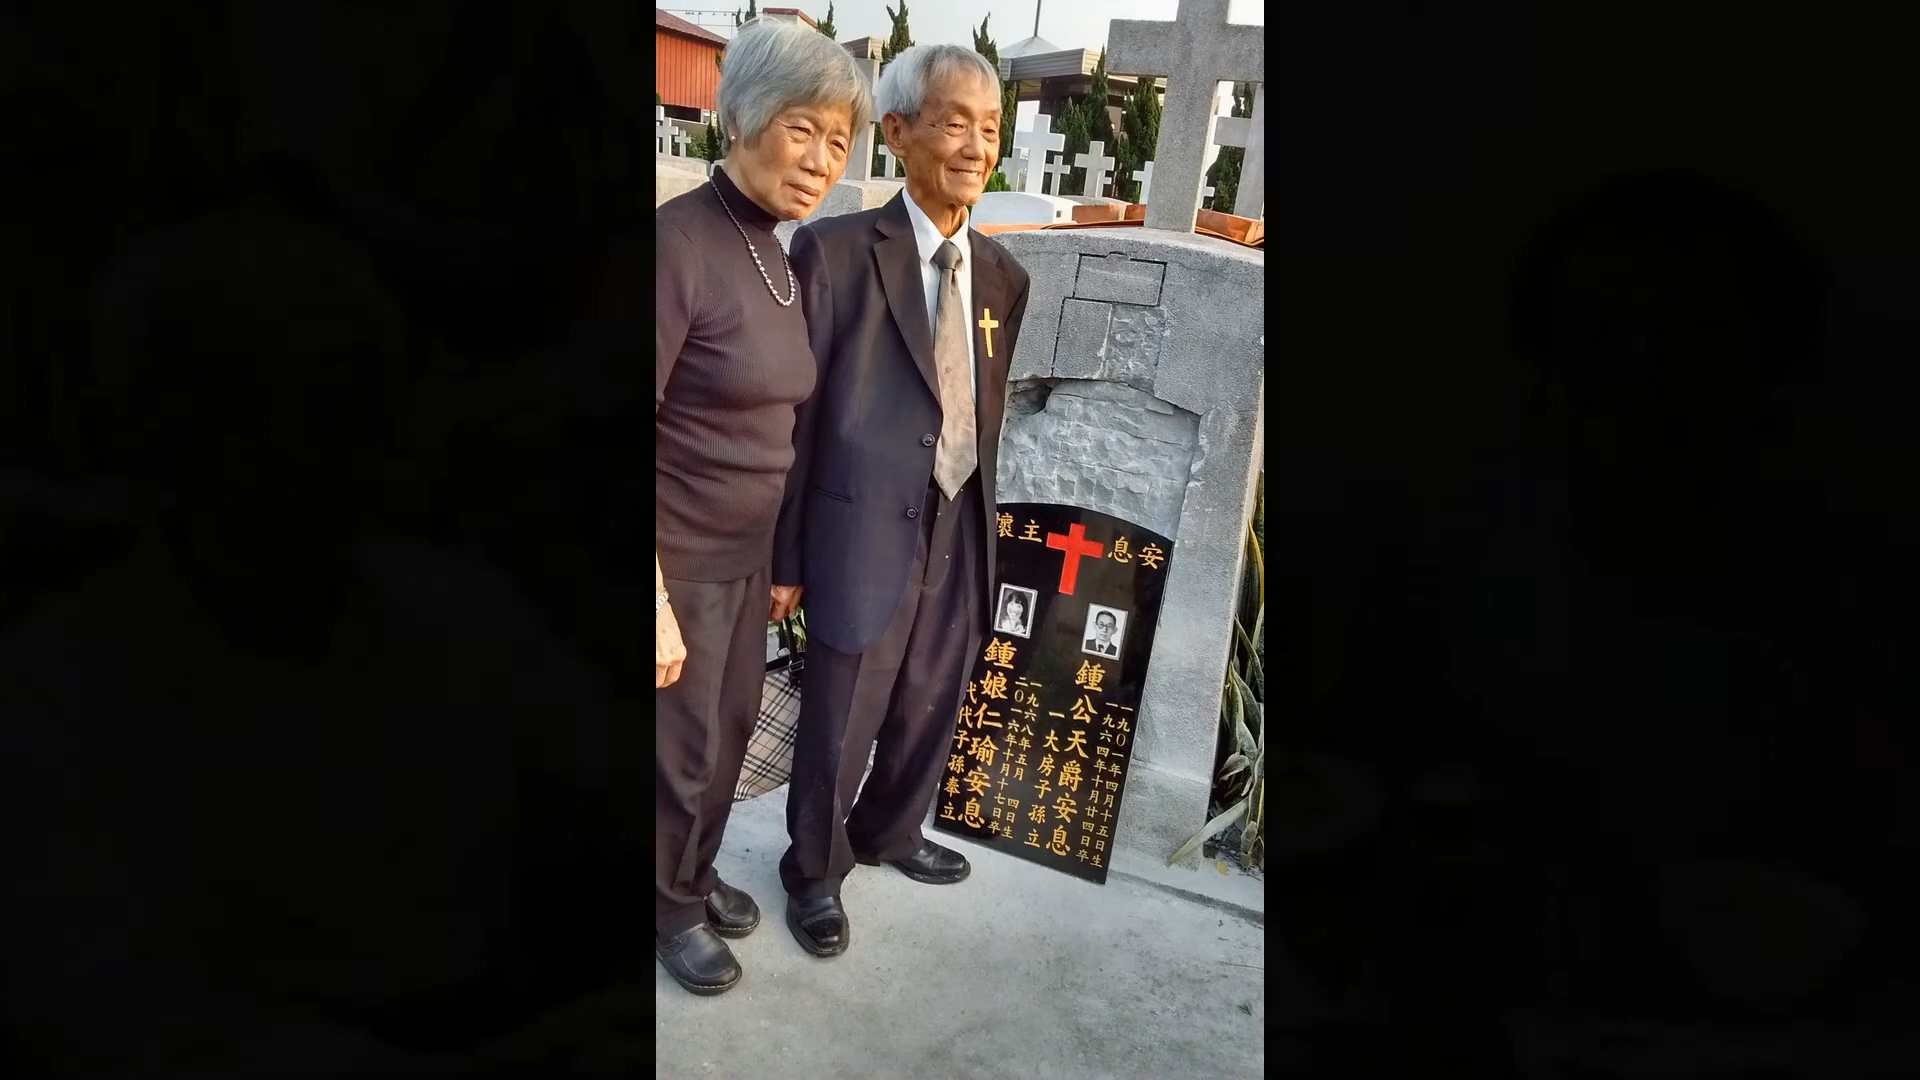 安息主懷
鍾公天爵安息
一九〇一年四月十五日生
一九六四年十月廿四日卒
一大房子孫立
鍾娘仁瑜安息
一九六八年五月四日生
二〇一六年十月十七日卒
代代子孫奉立